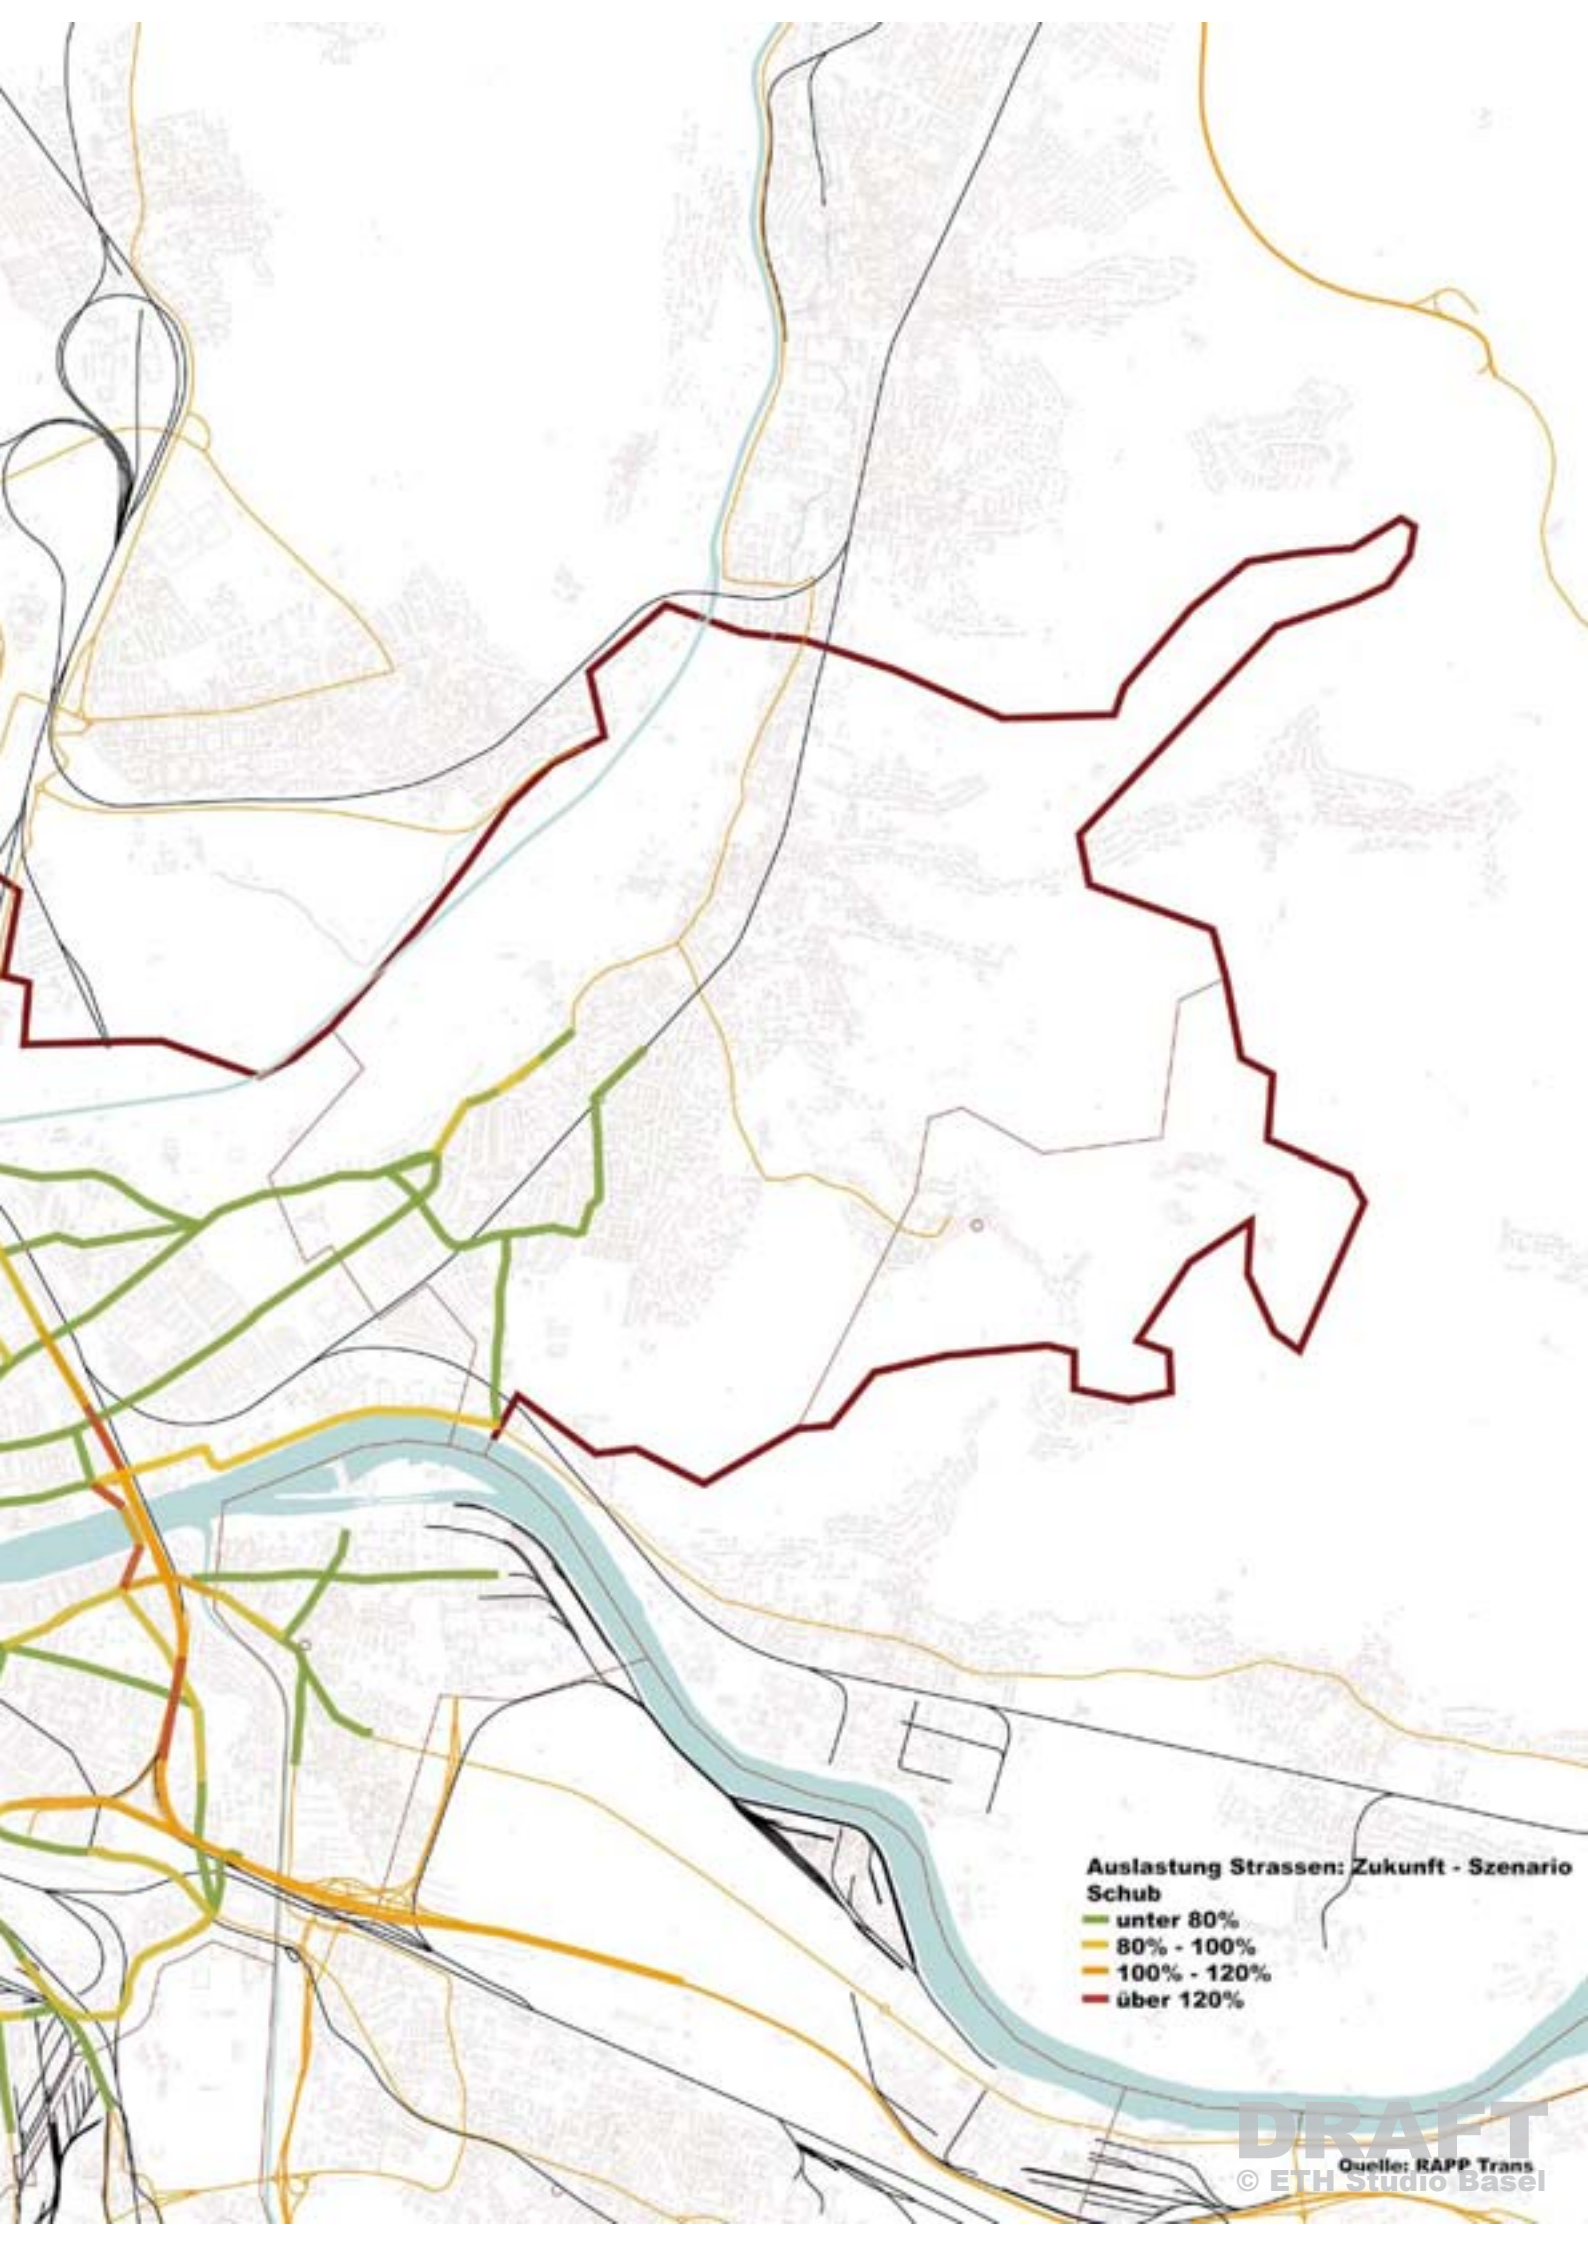 Auslastung Strassen: Zukunft - Szenario
Schub
unter 80%
80% - 100%
100% - 120%
über 120%
DRAFT
Quelle: RAPP Trans
© ETH Studio Basel